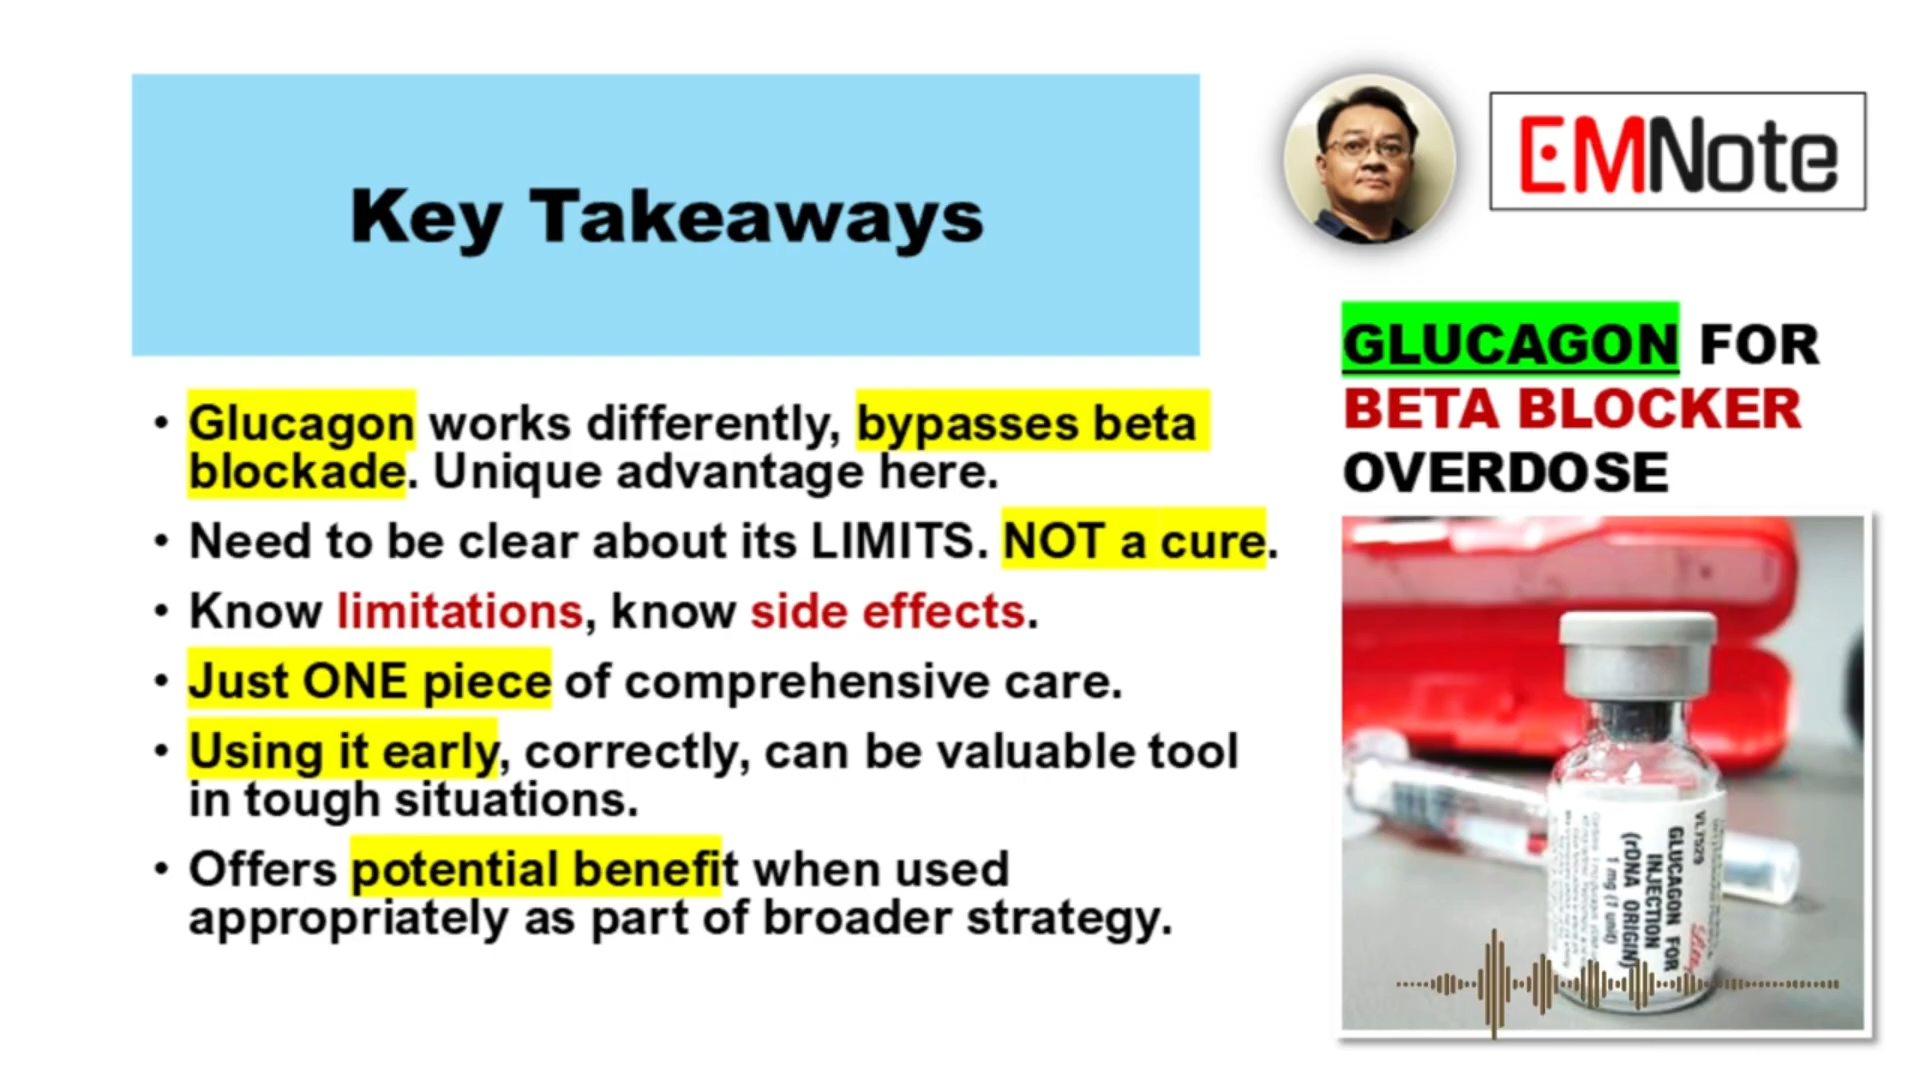 Key Takeaways
• Glucagon works differently, bypasses beta
blockade. Unique advantage here.
• Need to be clear about its LIMITS. NOT a cure.
• Know limitations, know side effects.
• Just ONE piece of comprehensive care.
• Using it early, correctly, can be valuable tool
in tough situations.
• Offers potential benefit when used
appropriately as part of broader strategy.
EMNote
GLUCAGON FOR
BETA BLOCKER
OVERDOSE
VL7529
GLUCAGON FOR
INJECTION
(rDNA ORIGIN)
1 mg (1 unit)
Lilly